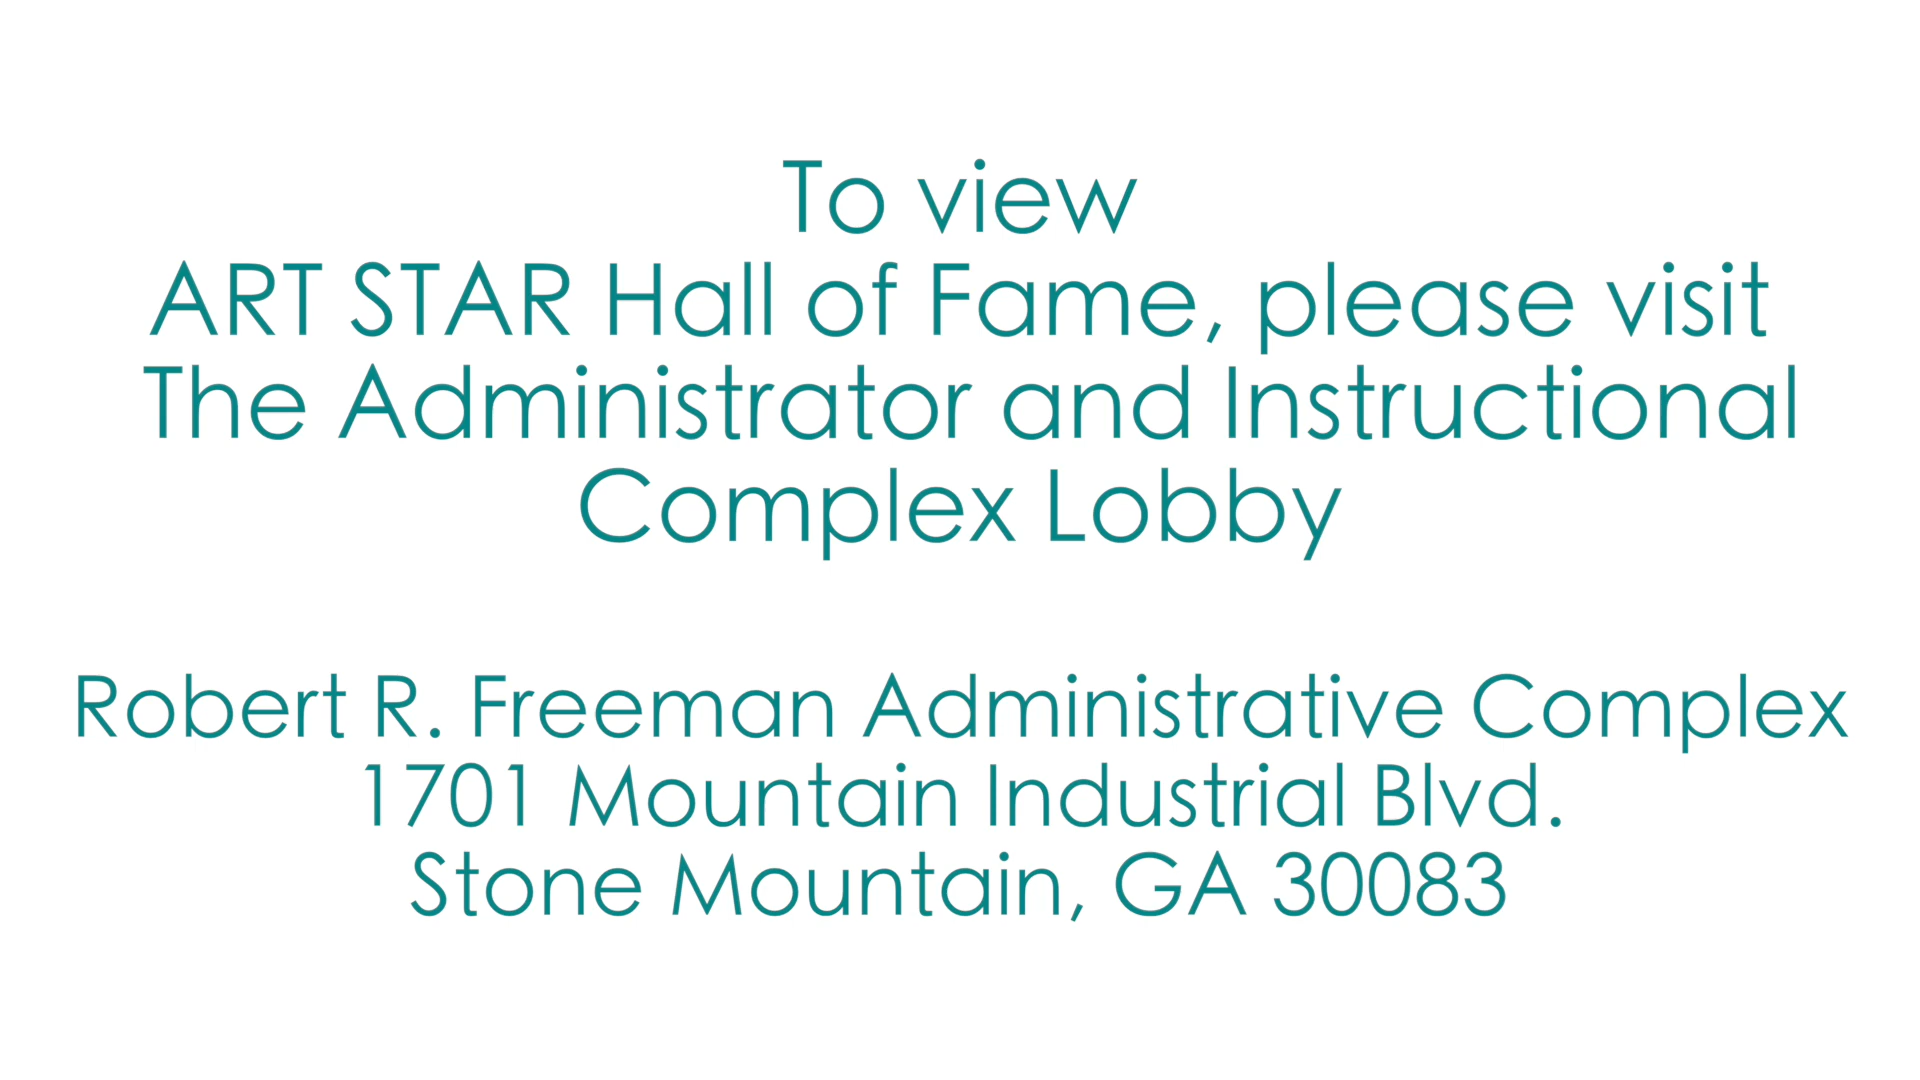 To view
ART STAR Hall of Fame, please visit
The Administrator and Instructional
Complex Lobby
Robert R. Freeman Administrative Complex
1701 Mountain Industrial Blvd.
Stone Mountain, GA 30083